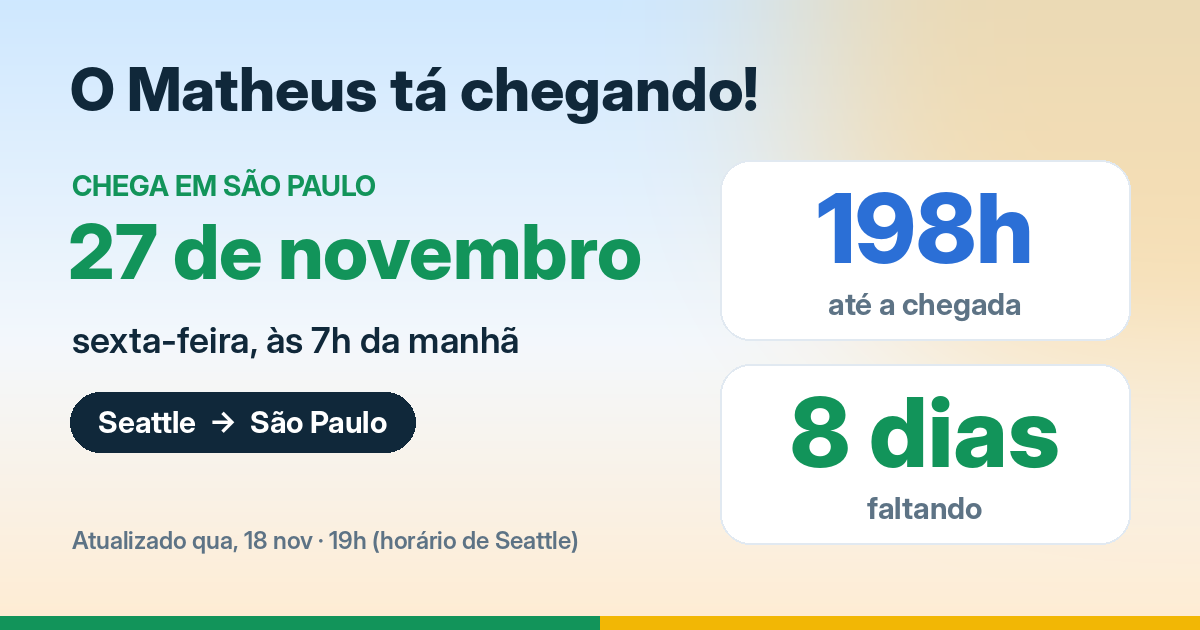 O Matheus tá chegando!
CHEGA EM SÃO PAULO
27 de novembro
sexta-feira, às 7h da manhã
Seattle → São Paulo
198h
até a chegada
8 dias
faltando
Atualizado qua, 18 nov · 19h (horário de Seattle)